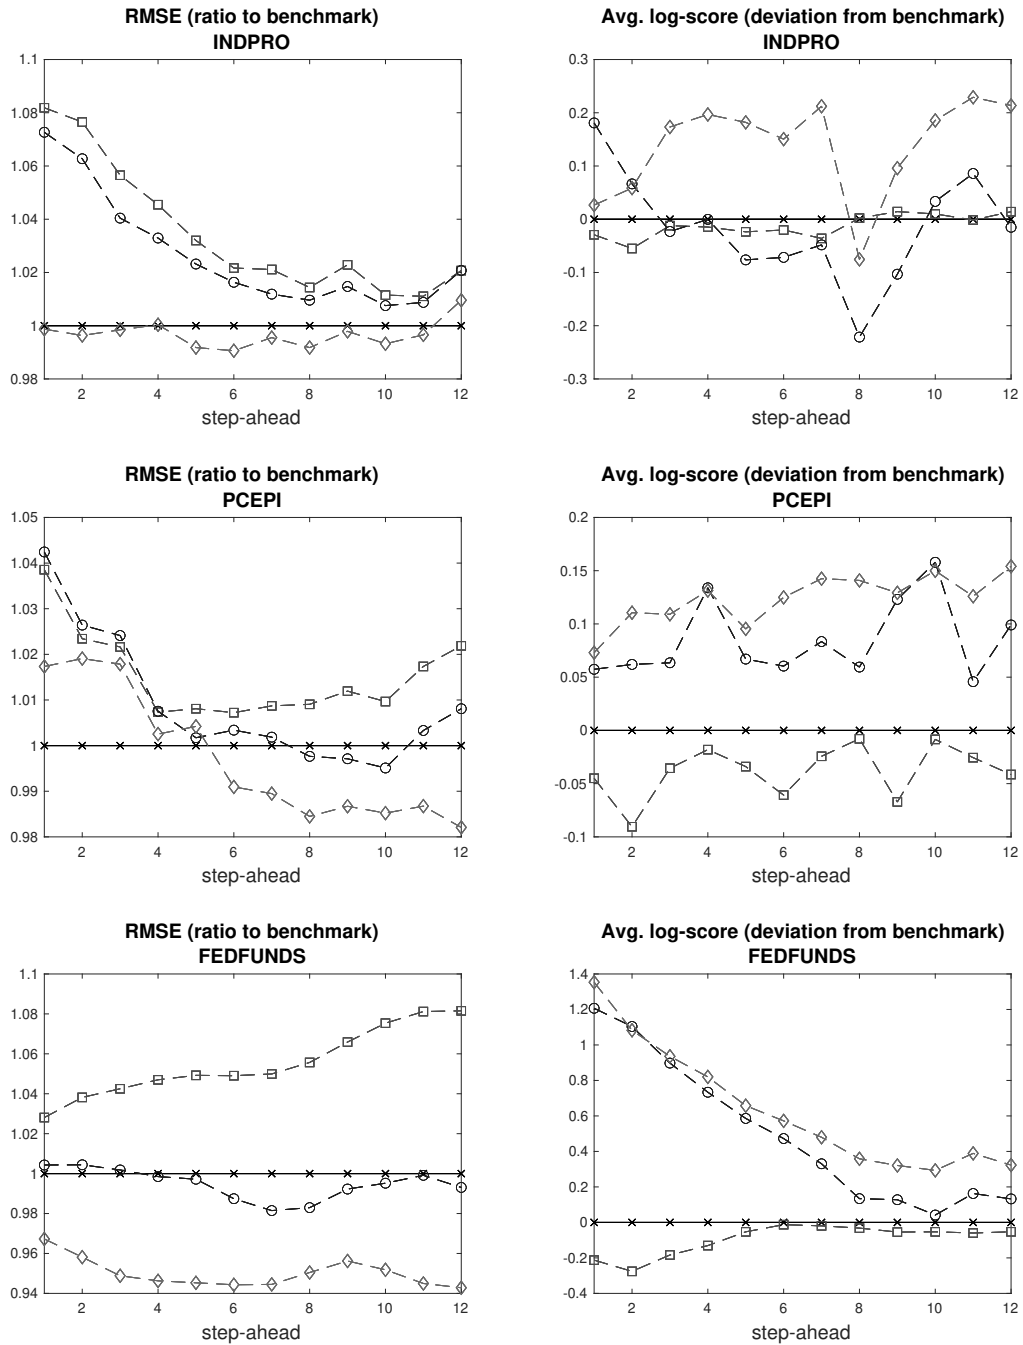 RMSE (ratio to benchmark)
INDPRO
1.1
1.08
1.06
1.04
1.02
1
0.98
2 4 6 8 10 12
step-ahead
Avg. log-score (deviation from benchmark)
INDPRO
0.3
0.2
0.1
0
-0.1
-0.2
-0.3
2 4 6 8 10 12
step-ahead
RMSE (ratio to benchmark)
PCEPI
1.05
1.04
1.03
1.02
1.01
1
0.99
0.98
2 4 6 8 10 12
step-ahead
Avg. log-score (deviation from benchmark)
PCEPI
0.2
0.15
0.1
0.05
0
-0.05
-0.1
2 4 6 8 10 12
step-ahead
RMSE (ratio to benchmark)
FEDFUNDS
1.1
1.08
1.06
1.04
1.02
1
0.98
0.96
0.94
2 4 6 8 10 12
step-ahead
Avg. log-score (deviation from benchmark)
FEDFUNDS
1.4
1.2
1
0.8
0.6
0.4
0.2
0
-0.2
-0.4
2 4 6 8 10 12
step-ahead